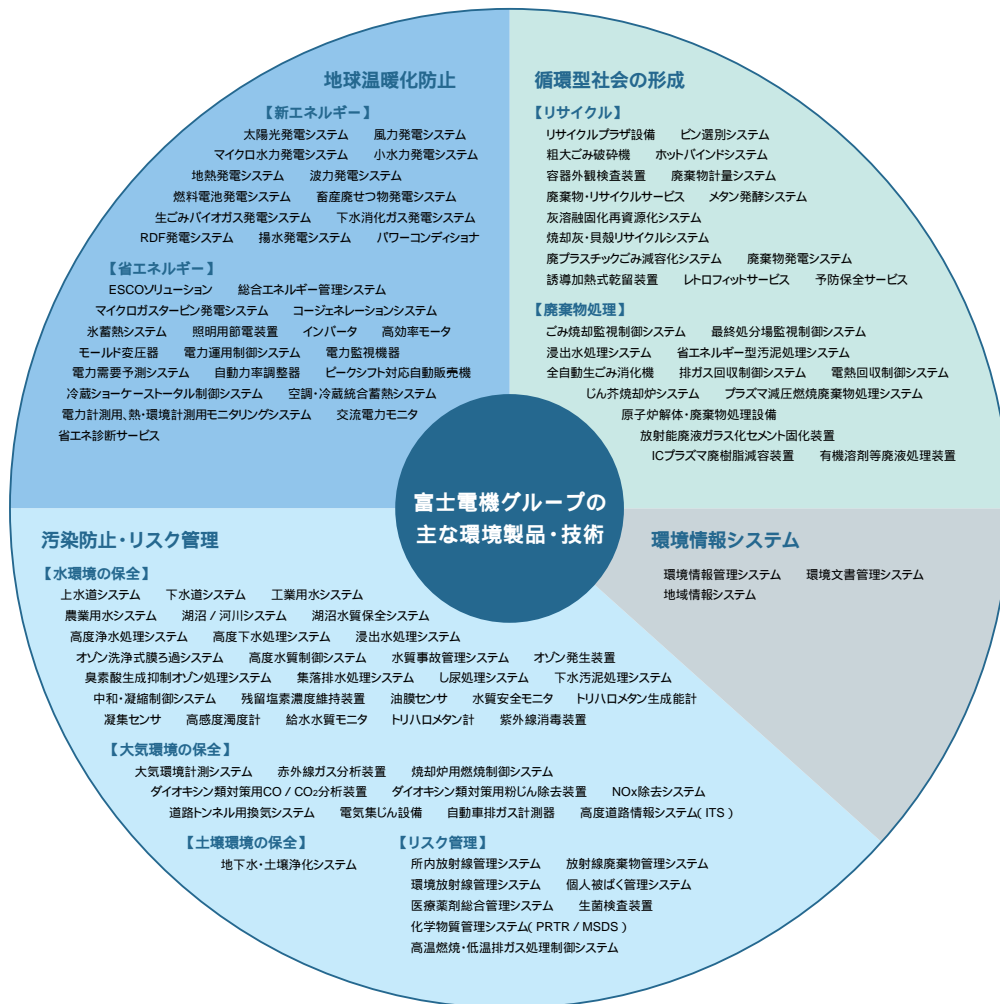 地球温暖化防止
【新エネルギー】
太陽光発電システム　風力発電システム
マイクロ水力発電システム　小水力発電システム
地熱発電システム　波力発電システム
燃料電池発電システム　畜産廃せつ物発電システム
生ごみバイオガス発電システム　下水消化ガス発電システム
RDF発電システム　揚水発電システム　パワーコンディショナ
【省エネルギー】
ESCOソリューション　総合エネルギー管理システム
マイクロガスタービン発電システム　コージェネレーションシステム
氷蓄熱システム　照明用節電装置　インバータ　高効率モータ
モールド変圧器　電力運用制御システム　電力監視機器
電力需要予測システム　自動力率調整器　ピークシフト対応自動販売機
冷蔵ショーケーストータル制御システム　空調・冷蔵統合蓄熱システム
電力計測用、熱・環境計測用モニタリングシステム　交流電力モニタ
省エネ診断サービス
循環型社会の形成
【リサイクル】
リサイクルプラザ設備　ビン選別システム
粗大ごみ破砕機　ホットバインドシステム
容器外観検査装置　廃棄物計量システム
廃棄物・リサイクルサービス　メタン発酵システム
灰溶融固化再資源化システム
焼却灰・貝殻リサイクルシステム
廃プラスチックごみ減容化システム　廃棄物発電システム
誘導加熱式乾留装置　レトロフィットサービス　予防保全サービス
【廃棄物処理】
ごみ焼却監視制御システム　最終処分場監視制御システム
浸出水処理システム　省エネルギー型汚泥処理システム
全自動生ごみ消化機　排ガス回収制御システム　電熱回収制御システム
じん芥焼却炉システム　プラズマ減圧燃焼廃棄物処理システム
原子炉解体・廃棄物処理設備
放射能廃液ガラス化セメント固化装置
ICプラズマ廃樹脂減容装置　有機溶剤等廃液処理装置
富士電機グループの
主な環境製品・技術
汚染防止・リスク管理
【水環境の保全】
上水道システム　下水道システム　工業用水システム
農業用水システム　湖沼/河川システム　湖沼水質保全システム
高度浄水処理システム　高度下水処理システム　浸出水処理システム
オゾン洗浄式膜ろ過システム　高度水質制御システム　水質事故管理システム　オゾン発生装置
臭素酸生成抑制オゾン処理システム　集落排水処理システム　し尿処理システム　下水汚泥処理システム
中和・凝縮制御システム　残留塩素濃度維持装置　油膜センサ　水質安全モニタ　トリハロメタン生成能計
凝集センサ　高感度濁度計　給水水質モニタ　トリハロメタン計　紫外線消毒装置
【大気環境の保全】
大気環境計測システム　赤外線ガス分析装置　焼却炉用燃焼制御システム
ダイオキシン類対策用CO/CO₂分析装置　ダイオキシン類対策用粉じん除去装置　NOx除去システム
道路トンネル用換気システム　電気集じん設備　自動車排ガス計測器　高度道路情報システム(ITS)
【土壌環境の保全】
地下水・土壌浄化システム
【リスク管理】
所内放射線管理システム　放射線廃棄物管理システム
環境放射線管理システム　個人被ばく管理システム
医療薬剤総合管理システム　生菌検査装置
化学物質管理システム(PRTR/MSDS)
高温燃焼・低温排ガス処理制御システム
環境情報システム
環境情報管理システム　環境文書管理システム
地域情報システム